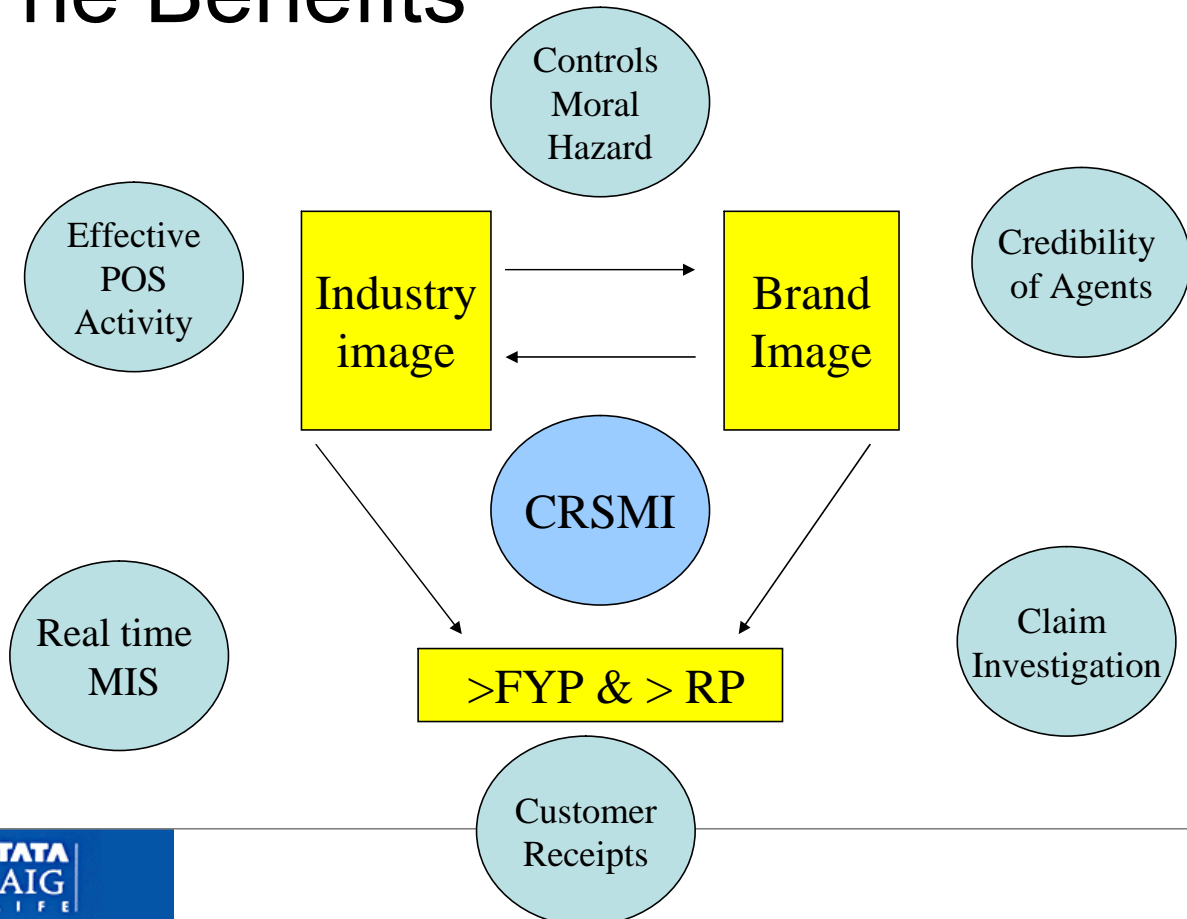 he Benefits
Controls
Moral
Hazard
Effective
POS
Activity
Industry
image
Brand
Image
Credibility
of Agents
CRSMI
Real time
MIS
>FYP & > RP
Claim
Investigation
Customer
Receipts
TATA
AIG
LIFE